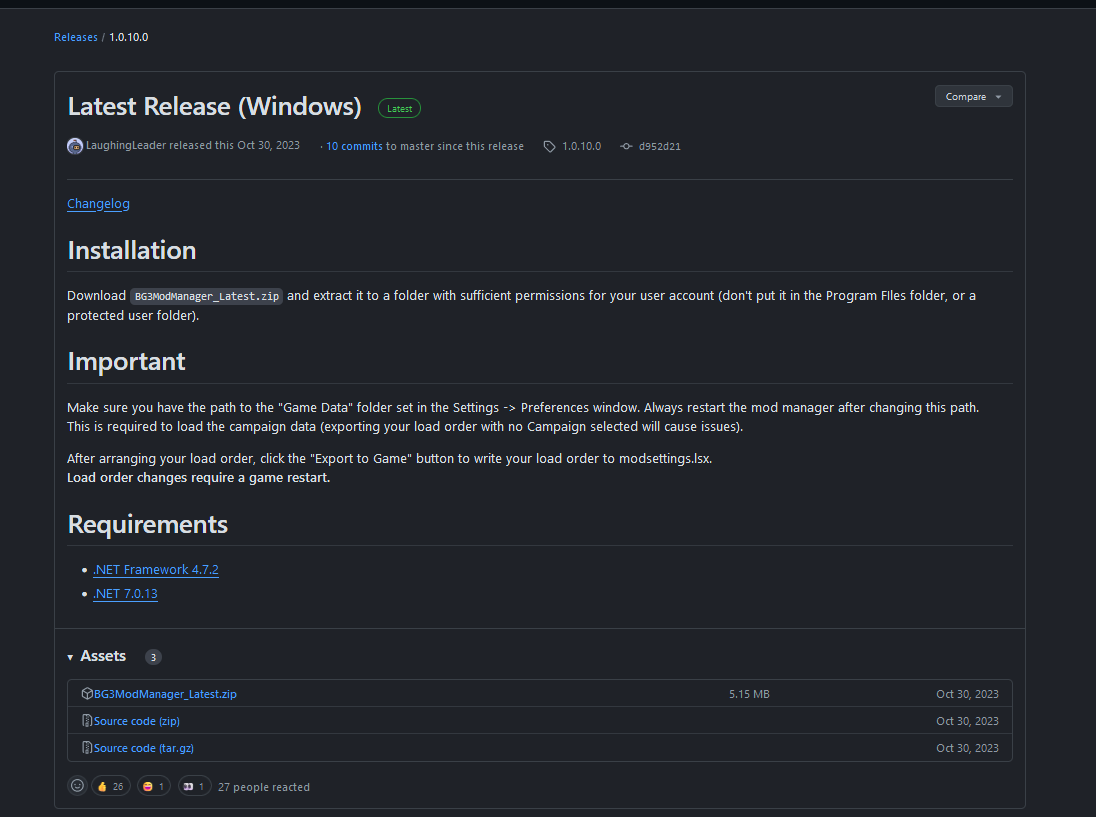 Releases / 1.0.10.0
Latest Release (Windows) Latest
Compare
LaughingLeader released this Oct 30, 2023 · 10 commits to master since this release 1.0.10.0 d952d21
Changelog
Installation
Download BG3ModManager_Latest.zip and extract it to a folder with sufficient permissions for your user account (don't put it in the Program FIles folder, or a
protected user folder).
Important
Make sure you have the path to the "Game Data" folder set in the Settings -> Preferences window. Always restart the mod manager after changing this path.
This is required to load the campaign data (exporting your load order with no Campaign selected will cause issues).
After arranging your load order, click the "Export to Game" button to write your load order to modsettings.lsx.
Load order changes require a game restart.
Requirements
• .NET Framework 4.7.2
• .NET 7.0.13
Assets 3
BG3ModManager_Latest.zip 5.15 MB Oct 30, 2023
Source code (zip) Oct 30, 2023
Source code (tar.gz) Oct 30, 2023
👍 26 😄 1 👀 1 27 people reacted